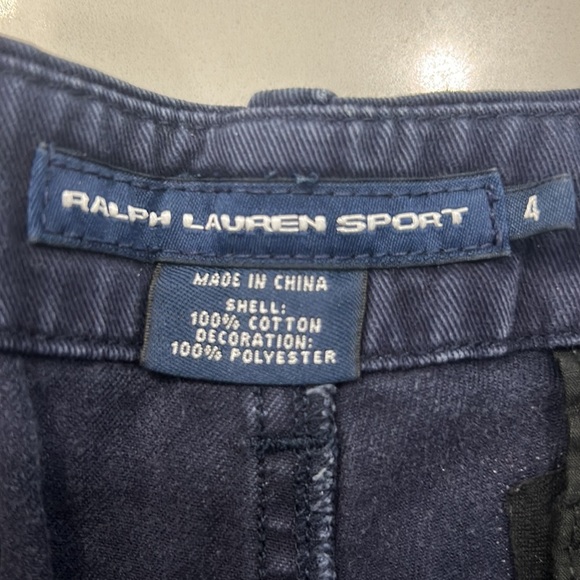 RALPH LAUREN SPORT
4
MADE IN CHINA
SHELL:
100% COTTON
DECORATION:
100% POLYESTER